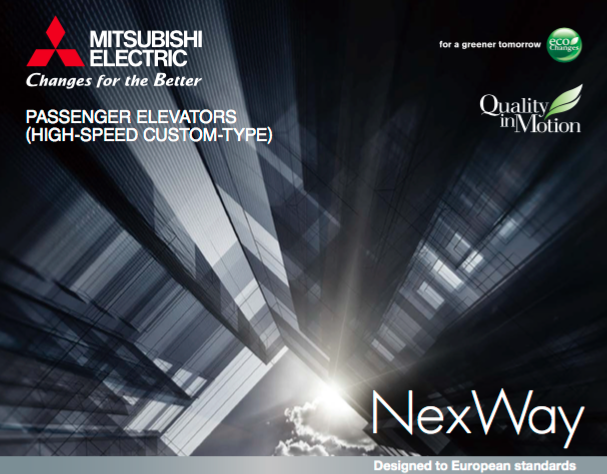 MITSUBISHI
ELECTRIC
Changes for the Better
for a greener tomorrow
eco
Changes
PASSENGER ELEVATORS
(HIGH-SPEED CUSTOM-TYPE)
Quality
in Motion
NexWay
Designed to European standards